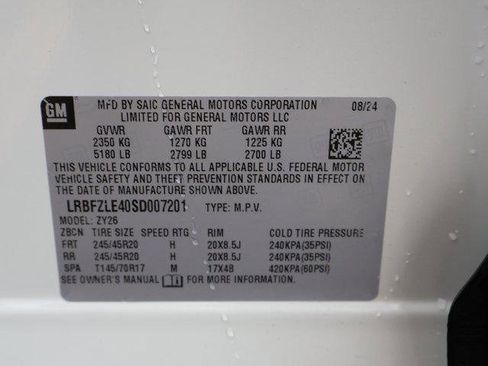 GM
MFD BY SAIC GENERAL MOTORS CORPORATION 08/24
LIMITED FOR GENERAL MOTORS LLC
GVWR GAWR FRT GAWR RR
2350 KG 1270 KG 1225 KG
5180 LB 2799 LB 2700 LB
THIS VEHICLE CONFORMS TO ALL APPLICABLE U.S. FEDERAL MOTOR
VEHICLE SAFETY AND THEFT PREVENTION STANDARDS IN EFFECT ON
THE DATE OF MANUFACTURE SHOWN ABOVE.
LRBFZLE40SD007201 TYPE: M.P.V.
MODEL: ZY26
ZBCN TIRE SIZE SPEED RTG RIM COLD TIRE PRESSURE
FRT 245/45R20 H 20X8.5J 240KPA(35PSI)
RR 245/45R20 H 20X8.5J 240KPA(35PSI)
SPA T145/70R17 M 17X4B 420KPA(60PSI)
SEE OWNER'S MANUAL FOR MORE INFORMATION.